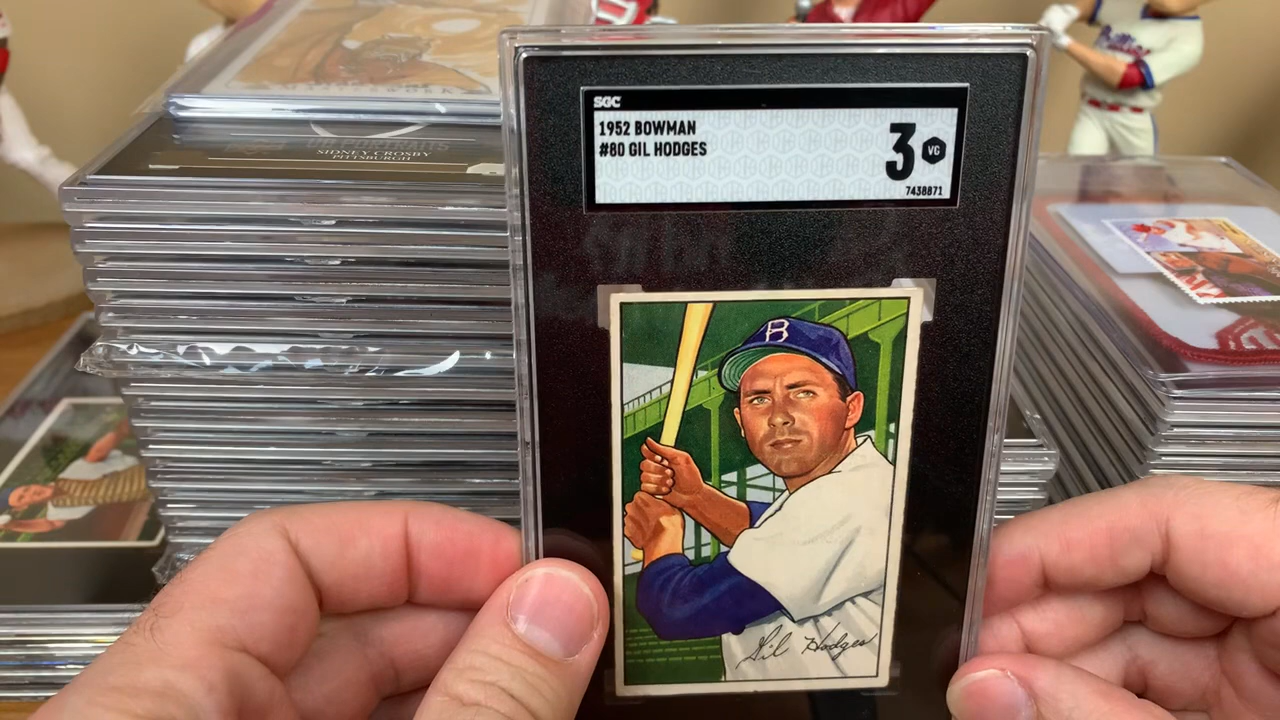 SGC
1952 BOWMAN
#80 GIL HODGES
3
VG
7438871
B
Gil Hodges
SIDNEY CROSBY
PITTSBURGH